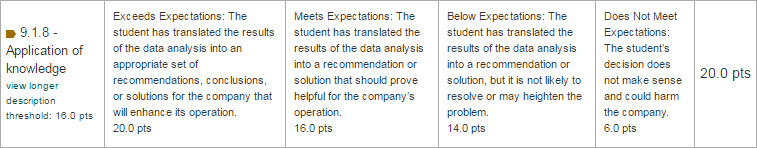 9.1.8 -
Application of
knowledge
view longer
description
threshold: 16.0 pts
Exceeds Expectations: The
student has translated the results
of the data analysis into an
appropriate set of
recommendations, conclusions,
or solutions for the company that
will enhance its operation.
20.0 pts
Meets Expectations: The
student has translated the
results of the data analysis
into a recommendation or
solution that should prove
helpful for the company's
operation.
16.0 pts
Below Expectations: The
student has translated the
results of the data analysis
into a recommendation or
solution, but it is not likely to
resolve or may heighten the
problem.
14.0 pts
Does Not Meet
Expectations:
The student's
decision does
not make sense
and could harm
the company.
6.0 pts
20.0 pts